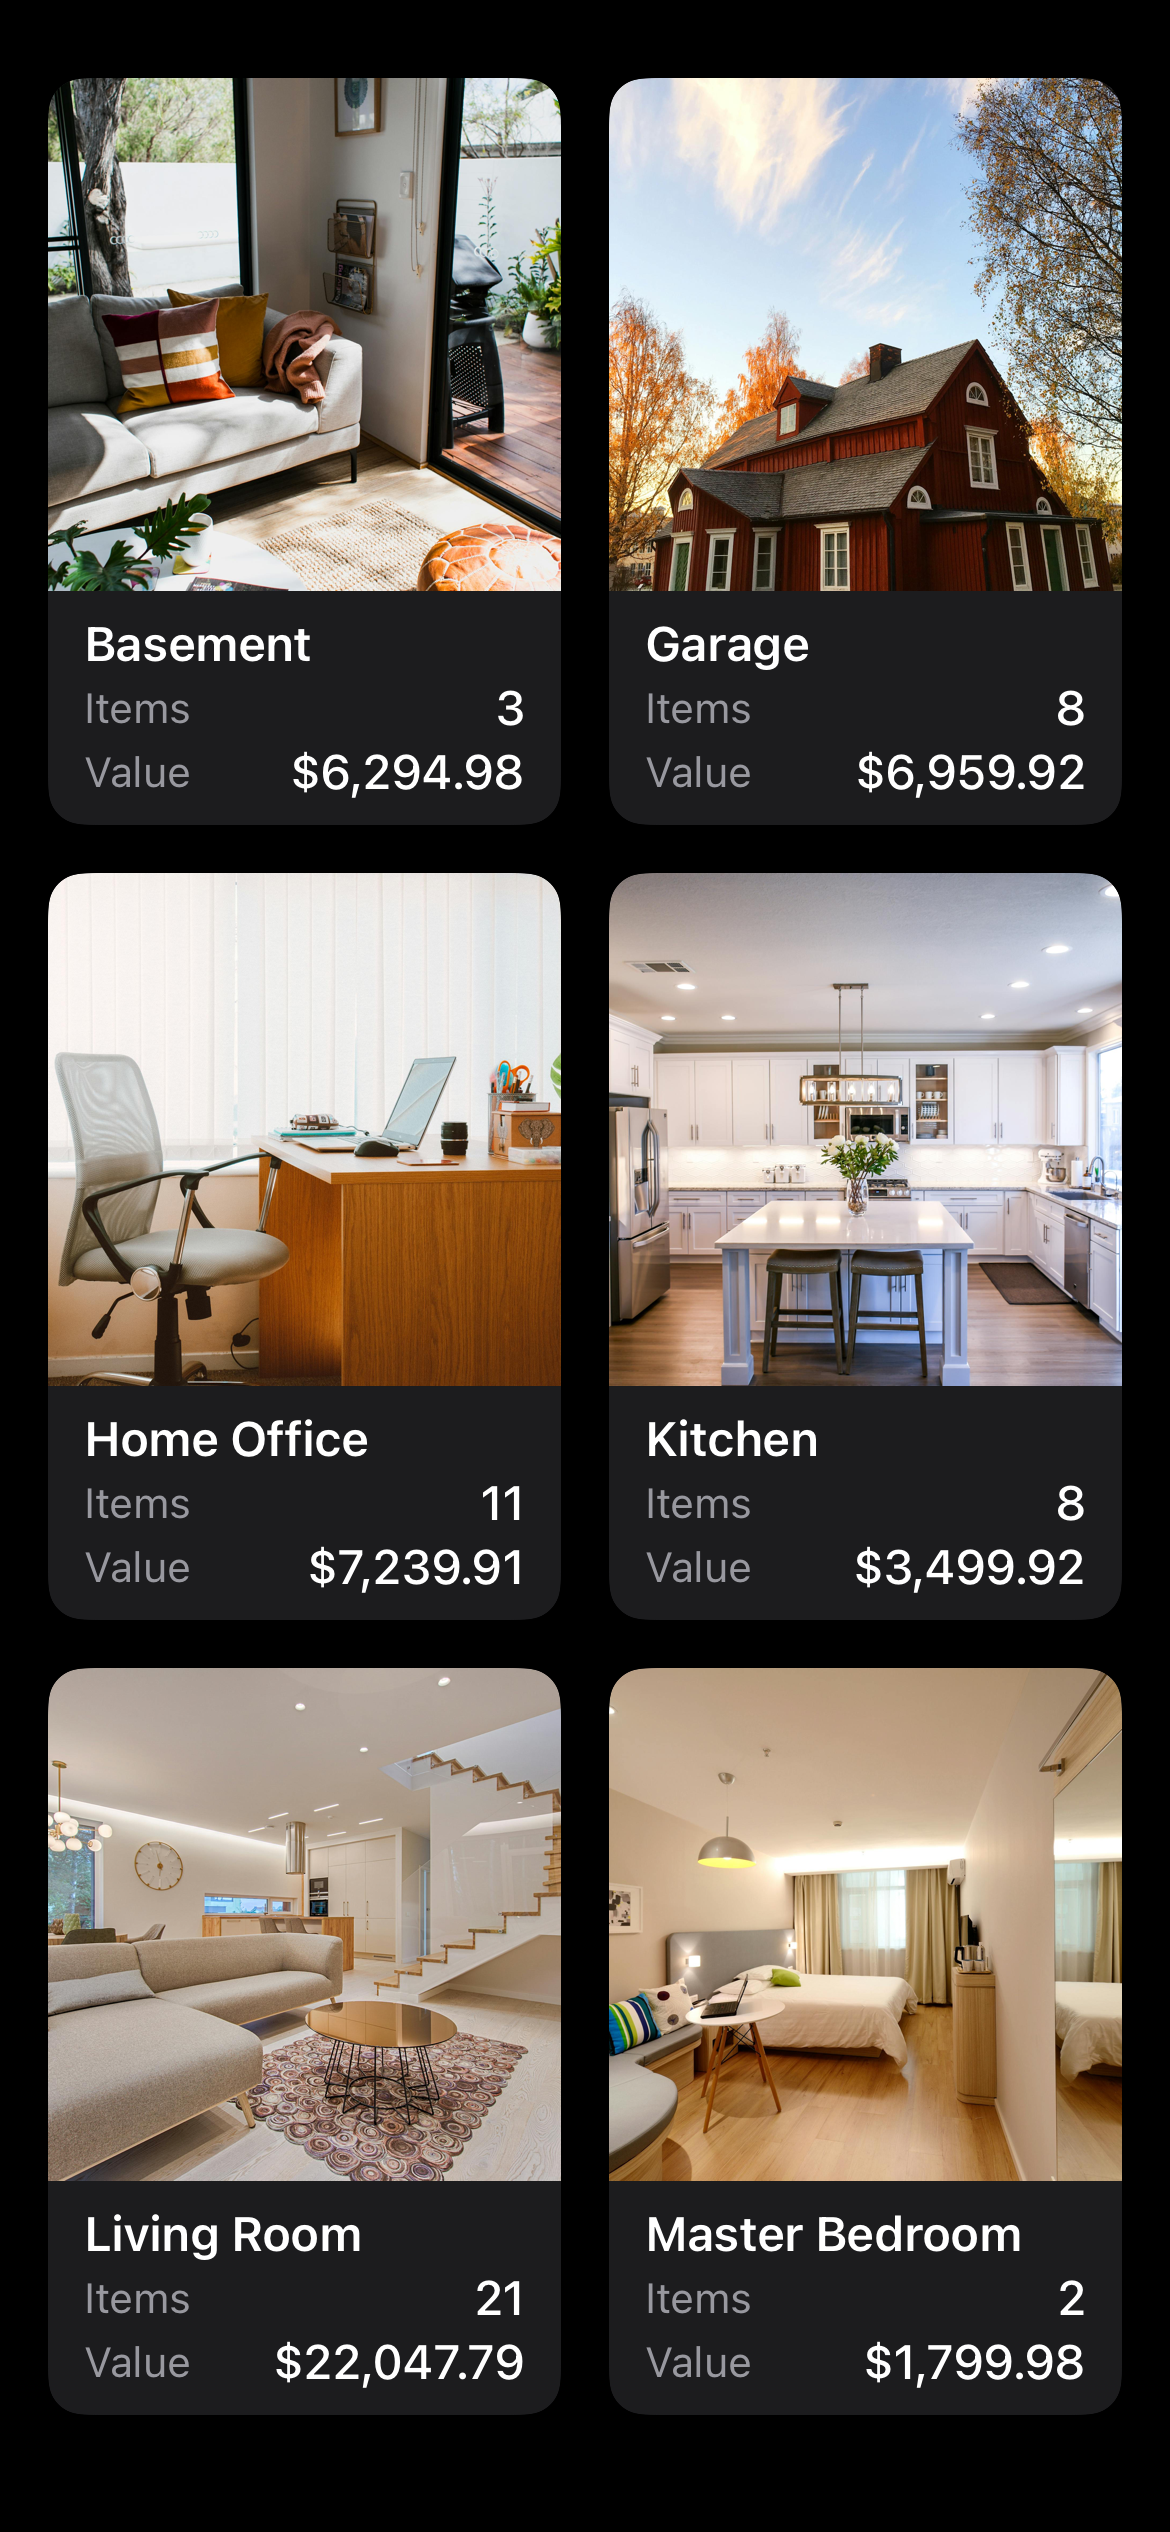 Basement
Items 3
Value $6,294.98
Garage
Items 8
Value $6,959.92
Home Office
Items 11
Value $7,239.91
Kitchen
Items 8
Value $3,499.92
Living Room
Items 21
Value $22,047.79
Master Bedroom
Items 2
Value $1,799.98